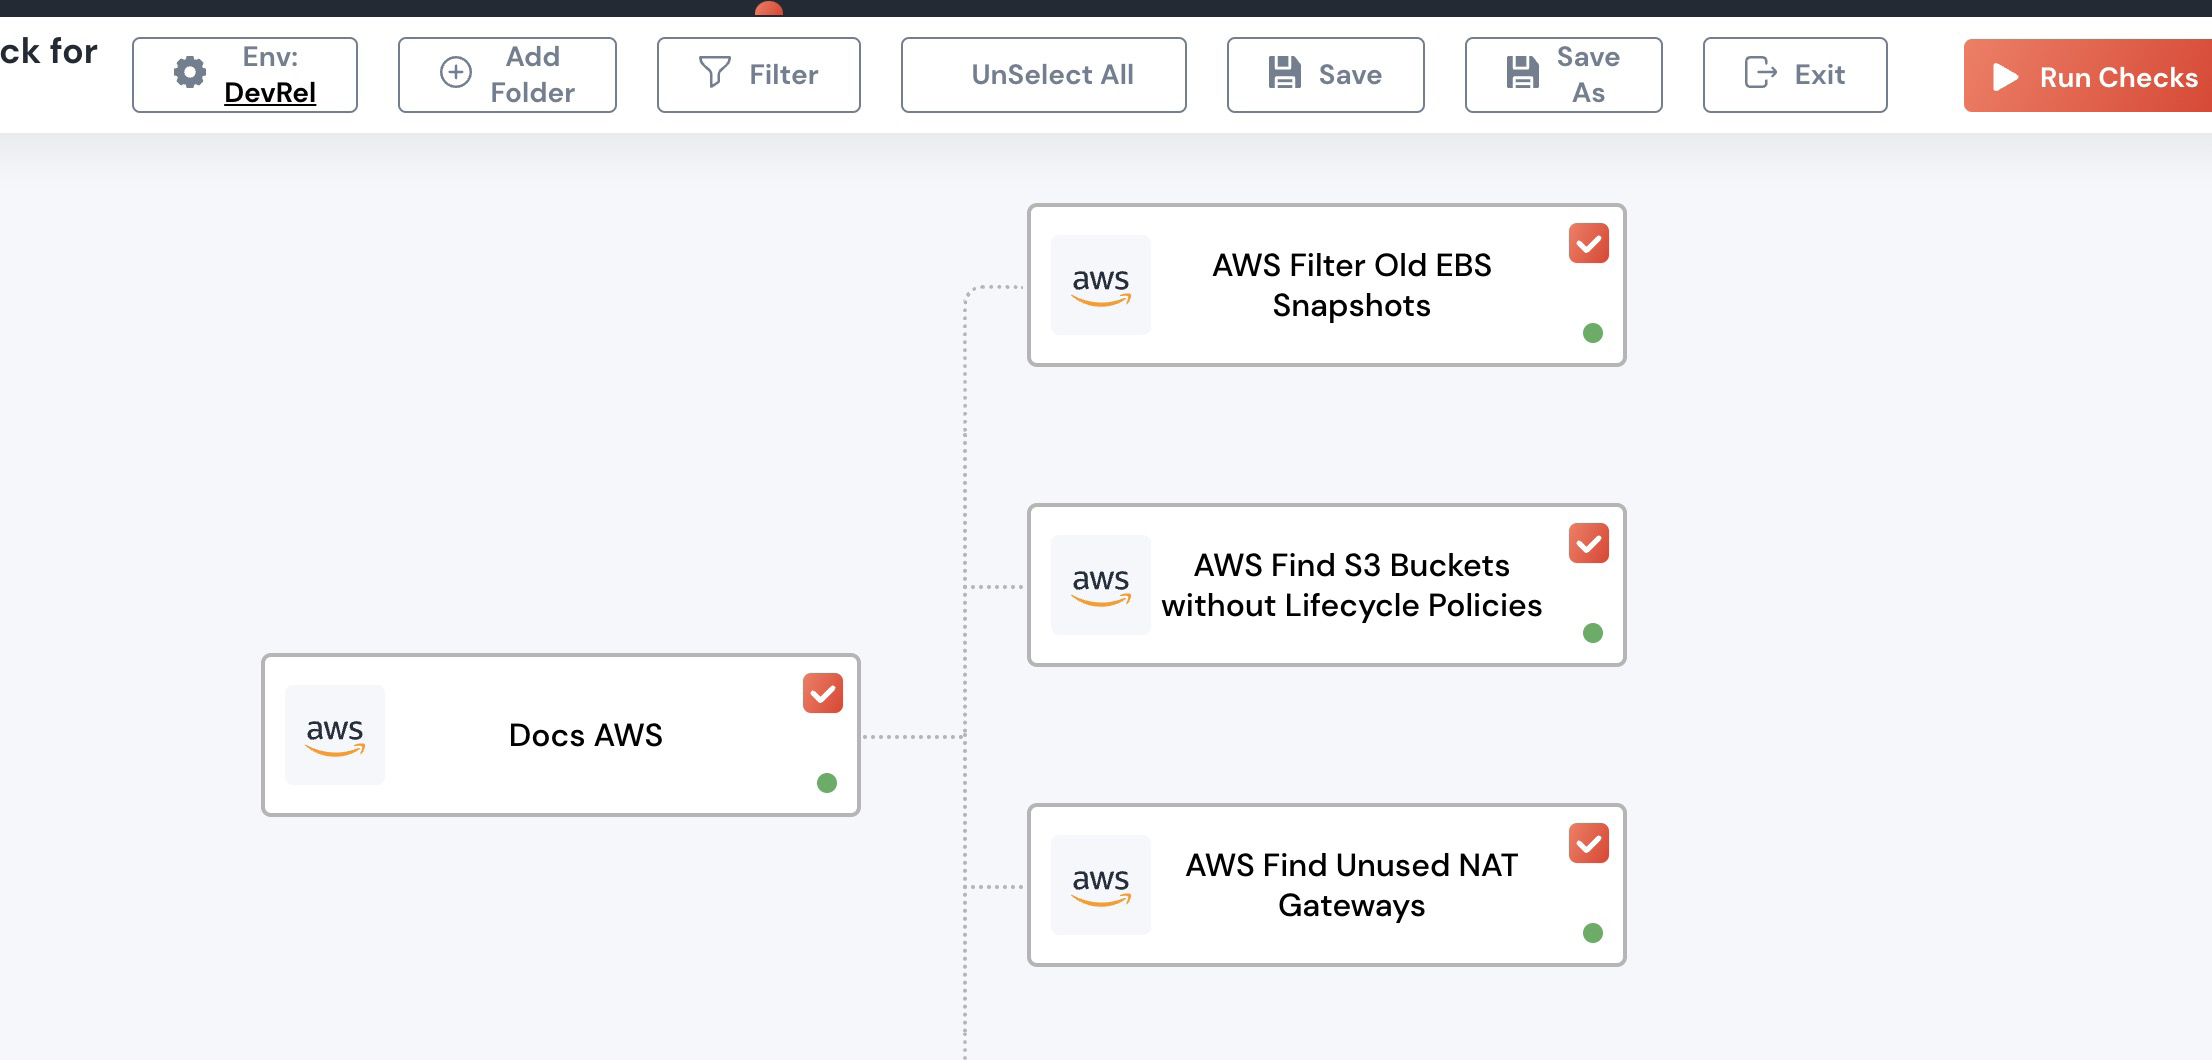 ck for
Env:
DevRel
Add
Folder
Filter
UnSelect All
Save
Save
As
Exit
Run Checks
aws
AWS Filter Old EBS
Snapshots
aws
AWS Find S3 Buckets
without Lifecycle Policies
aws
Docs AWS
aws
AWS Find Unused NAT
Gateways